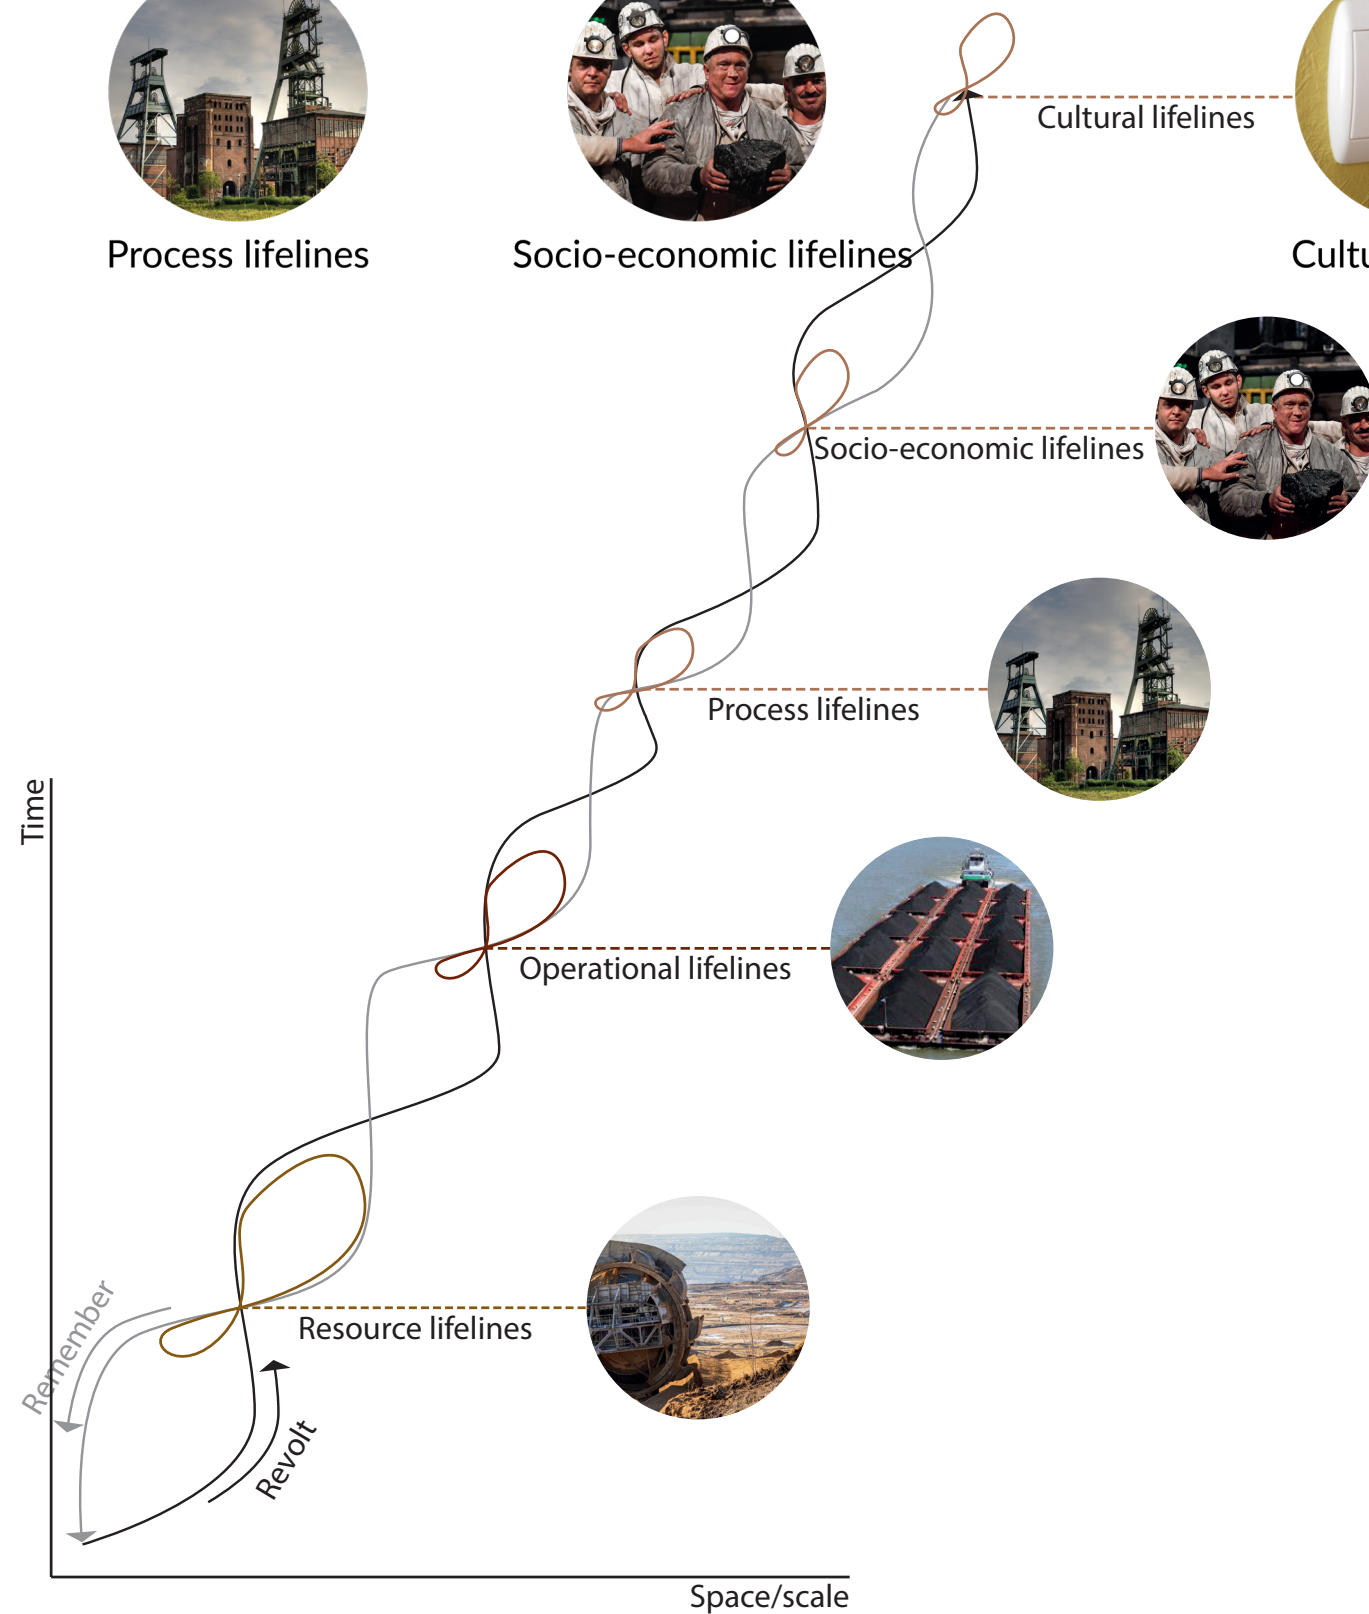 Cultural lifelines
Process lifelines
Socio-economic lifelines
Socio-economic lifelines
Process lifelines
Time
Operational lifelines
Resource lifelines
Remember
Revolt
Space/scale